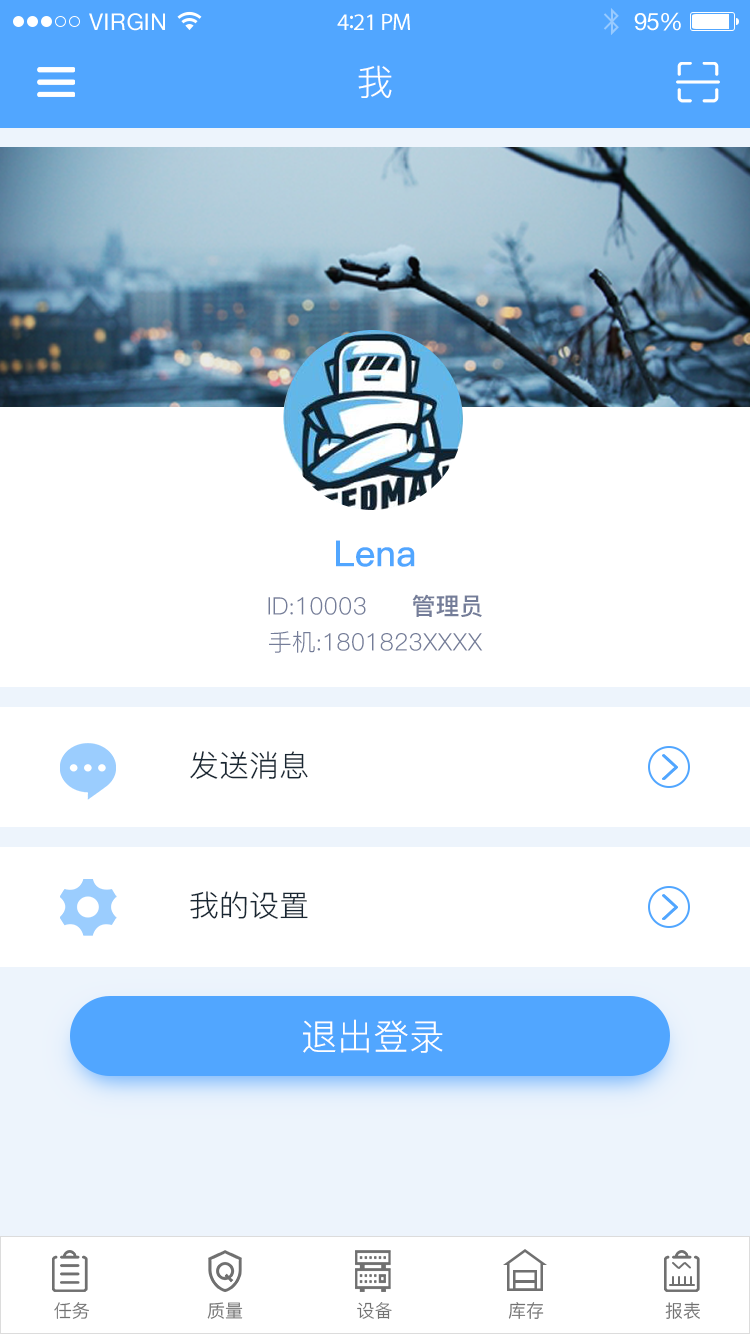 VIRGIN 4:21 PM 95%
我
Lena
ID:10003 管理员
手机:1801823XXXX
发送消息
我的设置
退出登录
任务 质量 设备 库存 报表